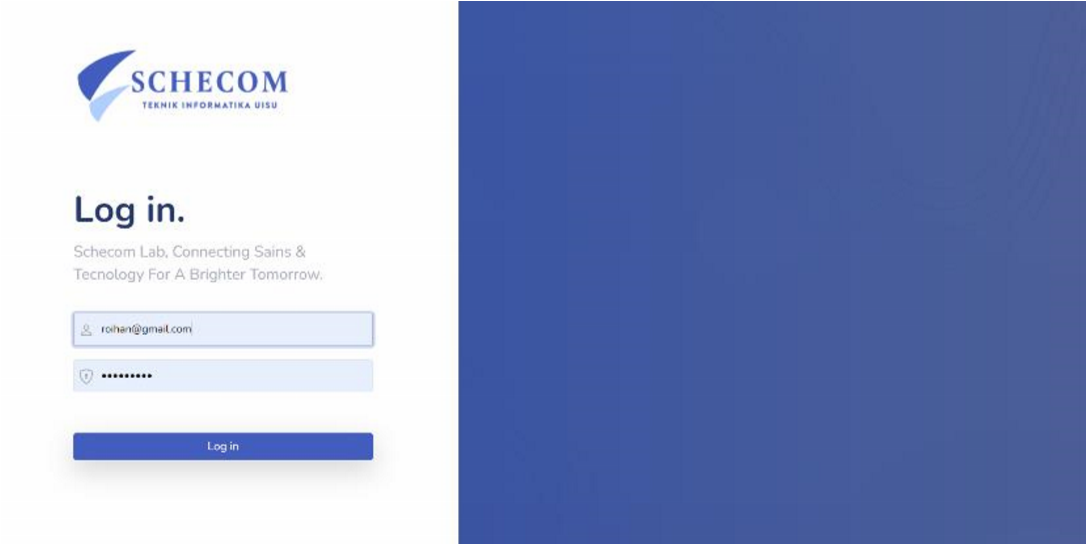 SCHECOM
TEKNIK INFORMATIKA UISU
Log in.
Schecom Lab, Connecting Sains &
Tecnology For A Brighter Tomorrow.
roihan@gmail.com
•••••••••
Log in